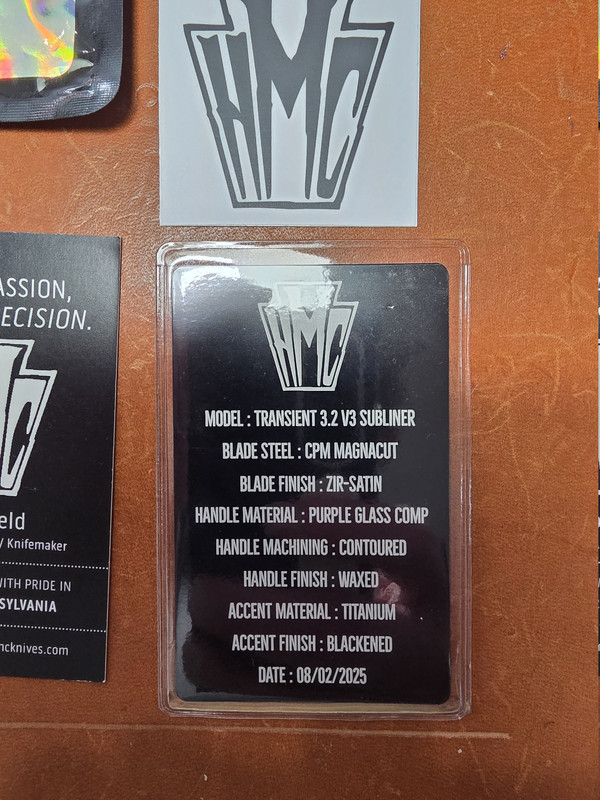 HMC
ASSION,
ECISION.
C
eld
/ Knifemaker
WITH PRIDE IN
SYLVANIA
ncknives.com
HMC
MODEL : TRANSIENT 3.2 V3 SUBLINER
BLADE STEEL : CPM MAGNACUT
BLADE FINISH : ZIR-SATIN
HANDLE MATERIAL : PURPLE GLASS COMP
HANDLE MACHINING : CONTOURED
HANDLE FINISH : WAXED
ACCENT MATERIAL : TITANIUM
ACCENT FINISH : BLACKENED
DATE : 08/02/2025